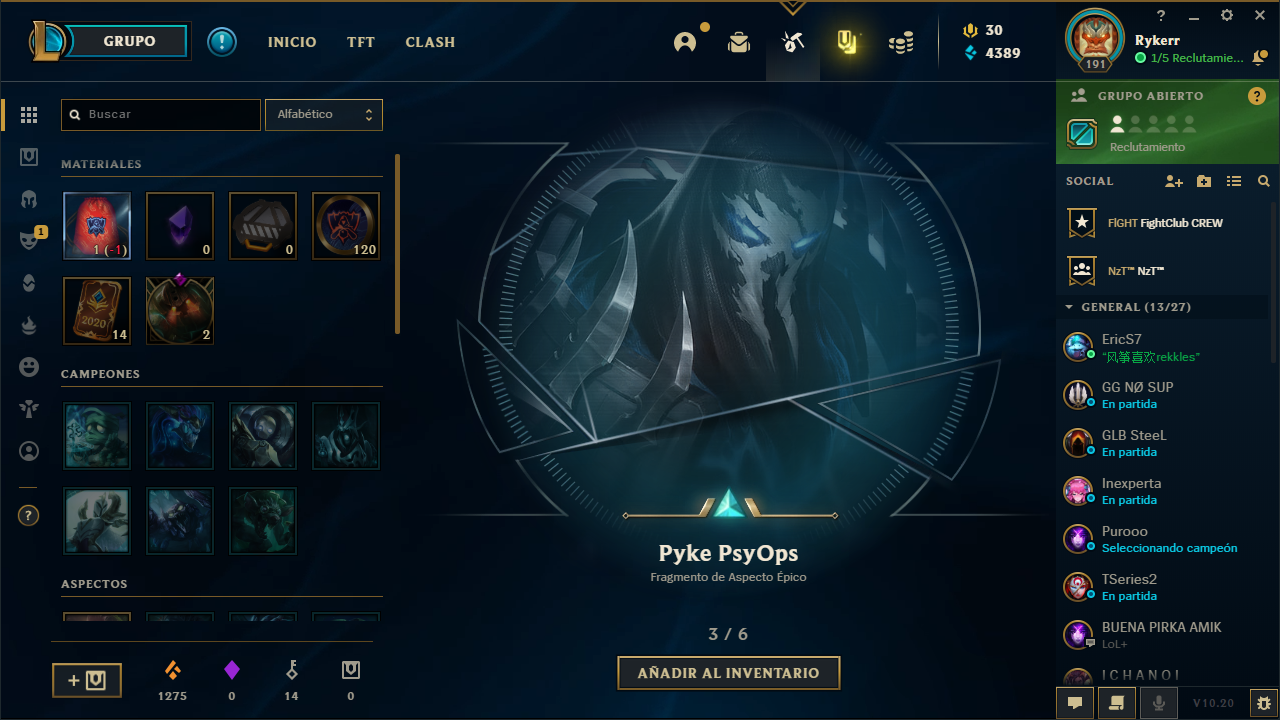 GRUPO
!
INICIO
TFT
CLASH
30
4389
?
191
Rykerr
1/5 Reclutamie...
GRUPO ABIERTO
?
Reclutamiento
Buscar
Alfabético
MATERIALES
1 (-1)
0
0
120
2020
14
2
1
CAMPEONES
ASPECTOS
?
1275
0
14
0
Pyke PsyOps
Fragmento de Aspecto Épico
3 / 6
AÑADIR AL INVENTARIO
SOCIAL
FIGHT FightClub CREW
NzT™ NzT™
GENERAL (13/27)
EricS7
“风筝喜欢rekkles”
GG NØ SUP
En partida
GLB SteeL
En partida
Inexperta
En partida
Purooo
Seleccionando campeón
TSeries2
En partida
BUENA PIRKA AMIK
LoL+
I C H A N O I
V10.20